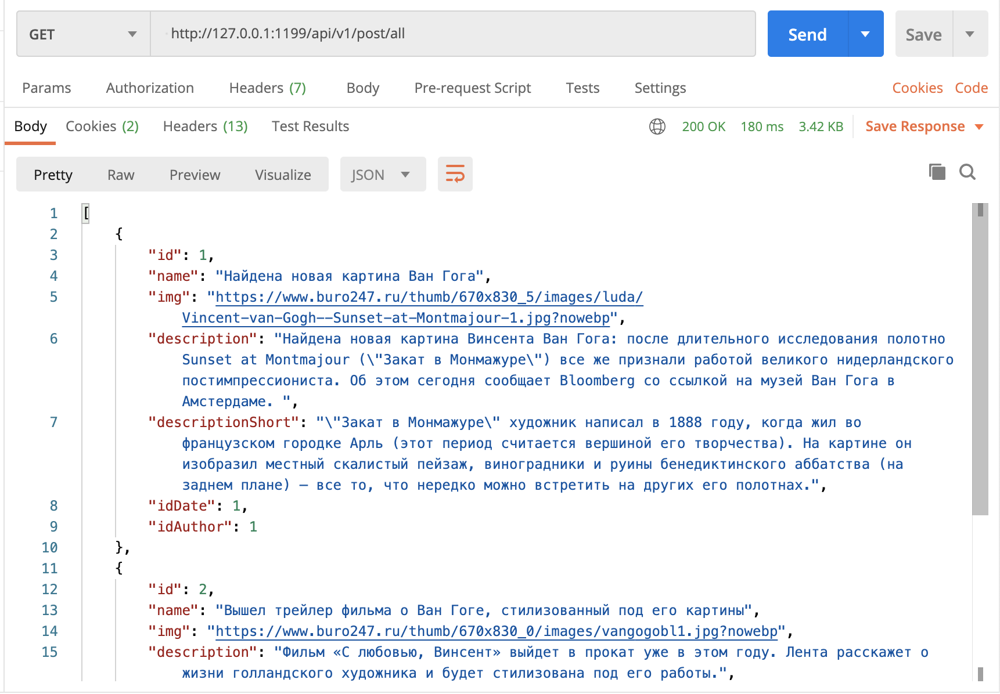 GET http://127.0.0.1:1199/api/v1/post/all Send Save
Params Authorization Headers (7) Body Pre-request Script Tests Settings Cookies Code
Body Cookies (2) Headers (13) Test Results 200 OK 180 ms 3.42 KB Save Response
Pretty Raw Preview Visualize JSON
1 [
2 {
3 "id": 1,
4 "name": "Найдена новая картина Ван Гога",
5 "img": "https://www.buro247.ru/thumb/670x830_5/images/luda/
Vincent-van-Gogh--Sunset-at-Montmajour-1.jpg?nowebp",
6 "description": "Найдена новая картина Винсента Ван Гога: после длительного исследования полотно
Sunset at Montmajour (\"Закат в Монмажуре\") все же признали работой великого нидерландского
постимпрессиониста. Об этом сегодня сообщает Bloomberg со ссылкой на музей Ван Гога в
Амстердаме. ",
7 "descriptionShort": "\"Закат в Монмажуре\" художник написал в 1888 году, когда жил во
французском городке Арль (этот период считается вершиной его творчества). На картине он
изобразил местный скалистый пейзаж, виноградники и руины бенедиктинского аббатства (на
заднем плане) — все то, что нередко можно встретить на других его полотнах.",
8 "idDate": 1,
9 "idAuthor": 1
10 },
11 {
12 "id": 2,
13 "name": "Вышел трейлер фильма о Ван Гоге, стилизованный под его картины",
14 "img": "https://www.buro247.ru/thumb/670x830_0/images/vangogobl1.jpg?nowebp",
15 "description": "Фильм «С любовью, Винсент» выйдет в прокат уже в этом году. Лента расскажет о
жизни голландского художника и будет стилизована под его работы.",